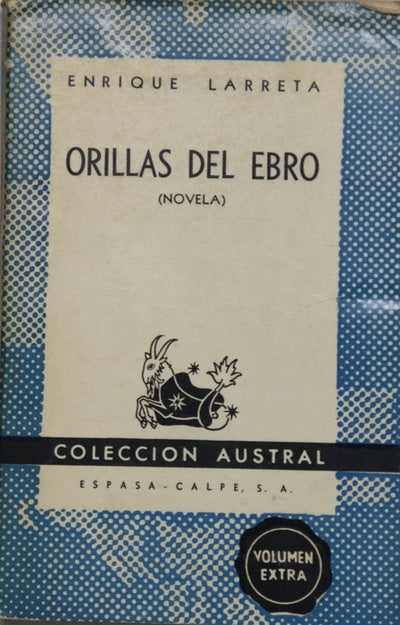 ENRIQUE LARRETA
ORILLAS DEL EBRO
(NOVELA)
COLECCION AUSTRAL
ESPASA-CALPE, S. A.
VOLUMEN
EXTRA